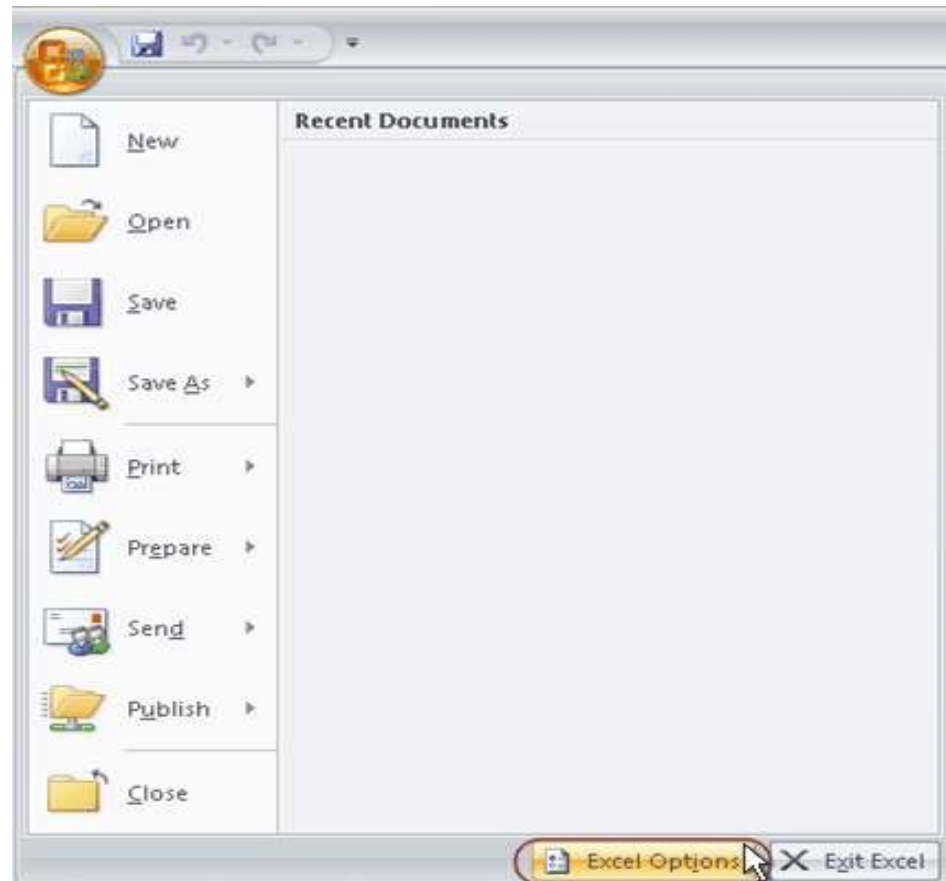 Recent Documents
New
Open
Save
Save As
Print
Prepare
Send
Publish
Close
Excel Options
Exit Excel